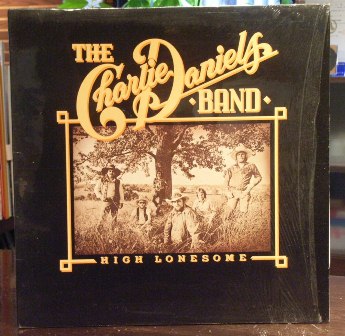 THE
Charlie Daniels
BAND
HIGH LONESOME